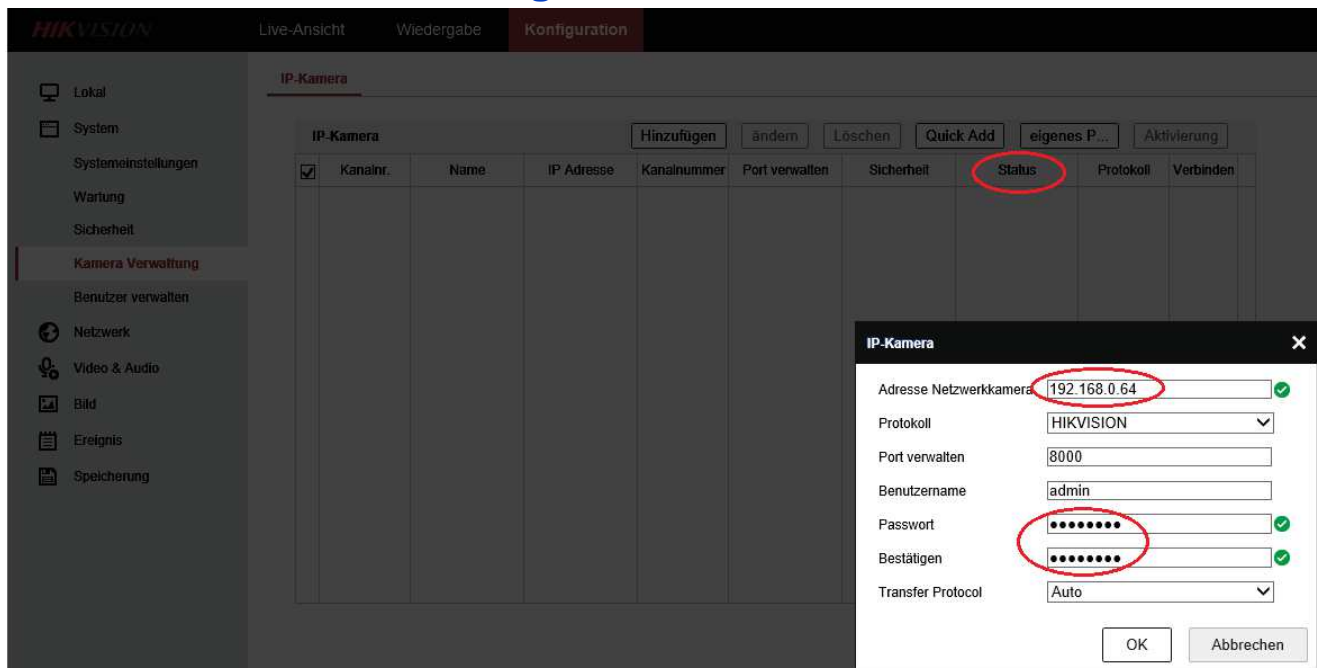 HIKVISION Live-Ansicht Wiedergabe Konfiguration
IP-Kamera
Lokal
System
Systemeinstellungen
Wartung
Sicherheit
Kamera Verwaltung
Benutzer verwalten
Netzwerk
Video & Audio
Bild
Ereignis
Speicherung
IP-Kamera Hinzufügen ändern Löschen Quick Add eigenes P... Aktivierung
Kanalnr. Name IP Adresse Kanalnummer Port verwalten Sicherheit Status Protokoll Verbinden
IP-Kamera
Adresse Netzwerkkamera 192.168.0.64
Protokoll HIKVISION
Port verwalten 8000
Benutzername admin
Passwort ••••••••
Bestätigen ••••••••
Transfer Protocol Auto
OK Abbrechen